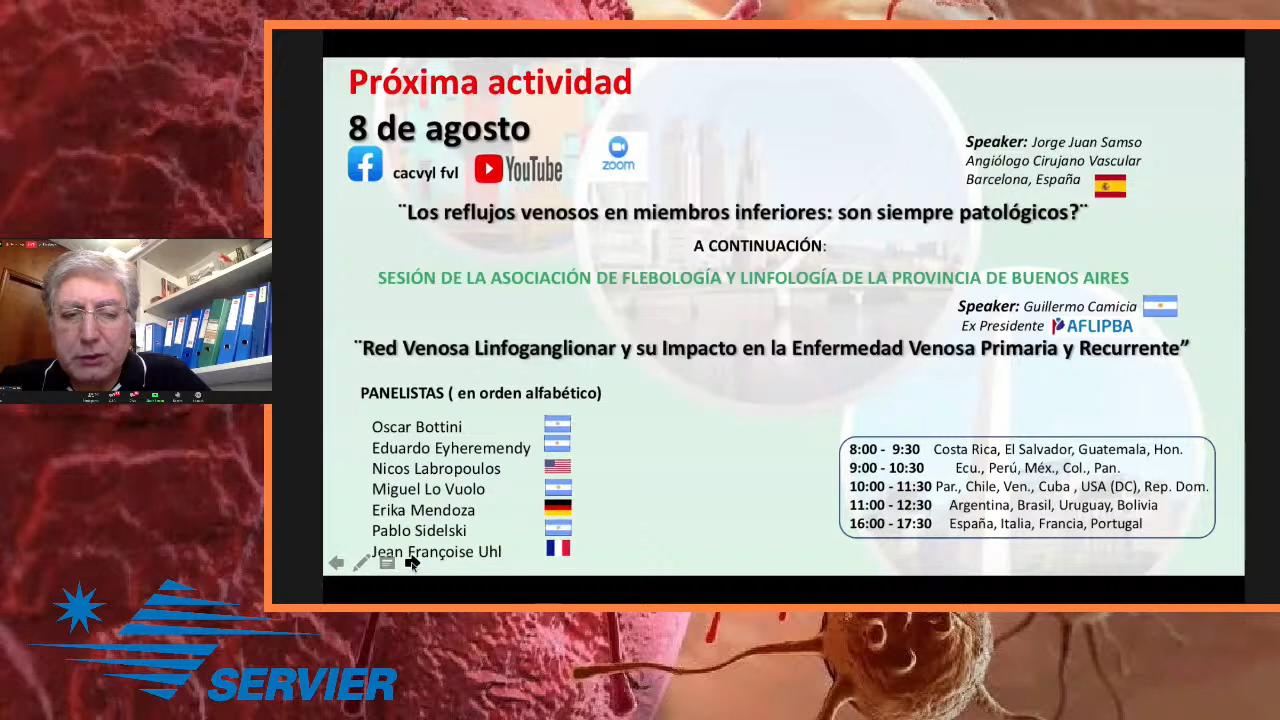 Próxima actividad
8 de agosto
cacvyl fvl
YouTube
zoom
Speaker: Jorge Juan Samso
Angiólogo Cirujano Vascular
Barcelona, España
¨Los reflujos venosos en miembros inferiores: son siempre patológicos?¨
A CONTINUACIÓN:
SESIÓN DE LA ASOCIACIÓN DE FLEBOLOGÍA Y LINFOLOGÍA DE LA PROVINCIA DE BUENOS AIRES
Speaker: Guillermo Camicia
Ex Presidente AFLIPBA
¨Red Venosa Linfoganglionar y su Impacto en la Enfermedad Venosa Primaria y Recurrente”
PANELISTAS ( en orden alfabético)
Oscar Bottini
Eduardo Eyheremendy
Nicos Labropoulos
Miguel Lo Vuolo
Erika Mendoza
Pablo Sidelski
Jean Françoise Uhl
8:00 - 9:30 Costa Rica, El Salvador, Guatemala, Hon.
9:00 - 10:30 Ecu., Perú, Méx., Col., Pan.
10:00 - 11:30 Par., Chile, Ven., Cuba , USA (DC), Rep. Dom.
11:00 - 12:30 Argentina, Brasil, Uruguay, Bolivia
16:00 - 17:30 España, Italia, Francia, Portugal
SERVIER